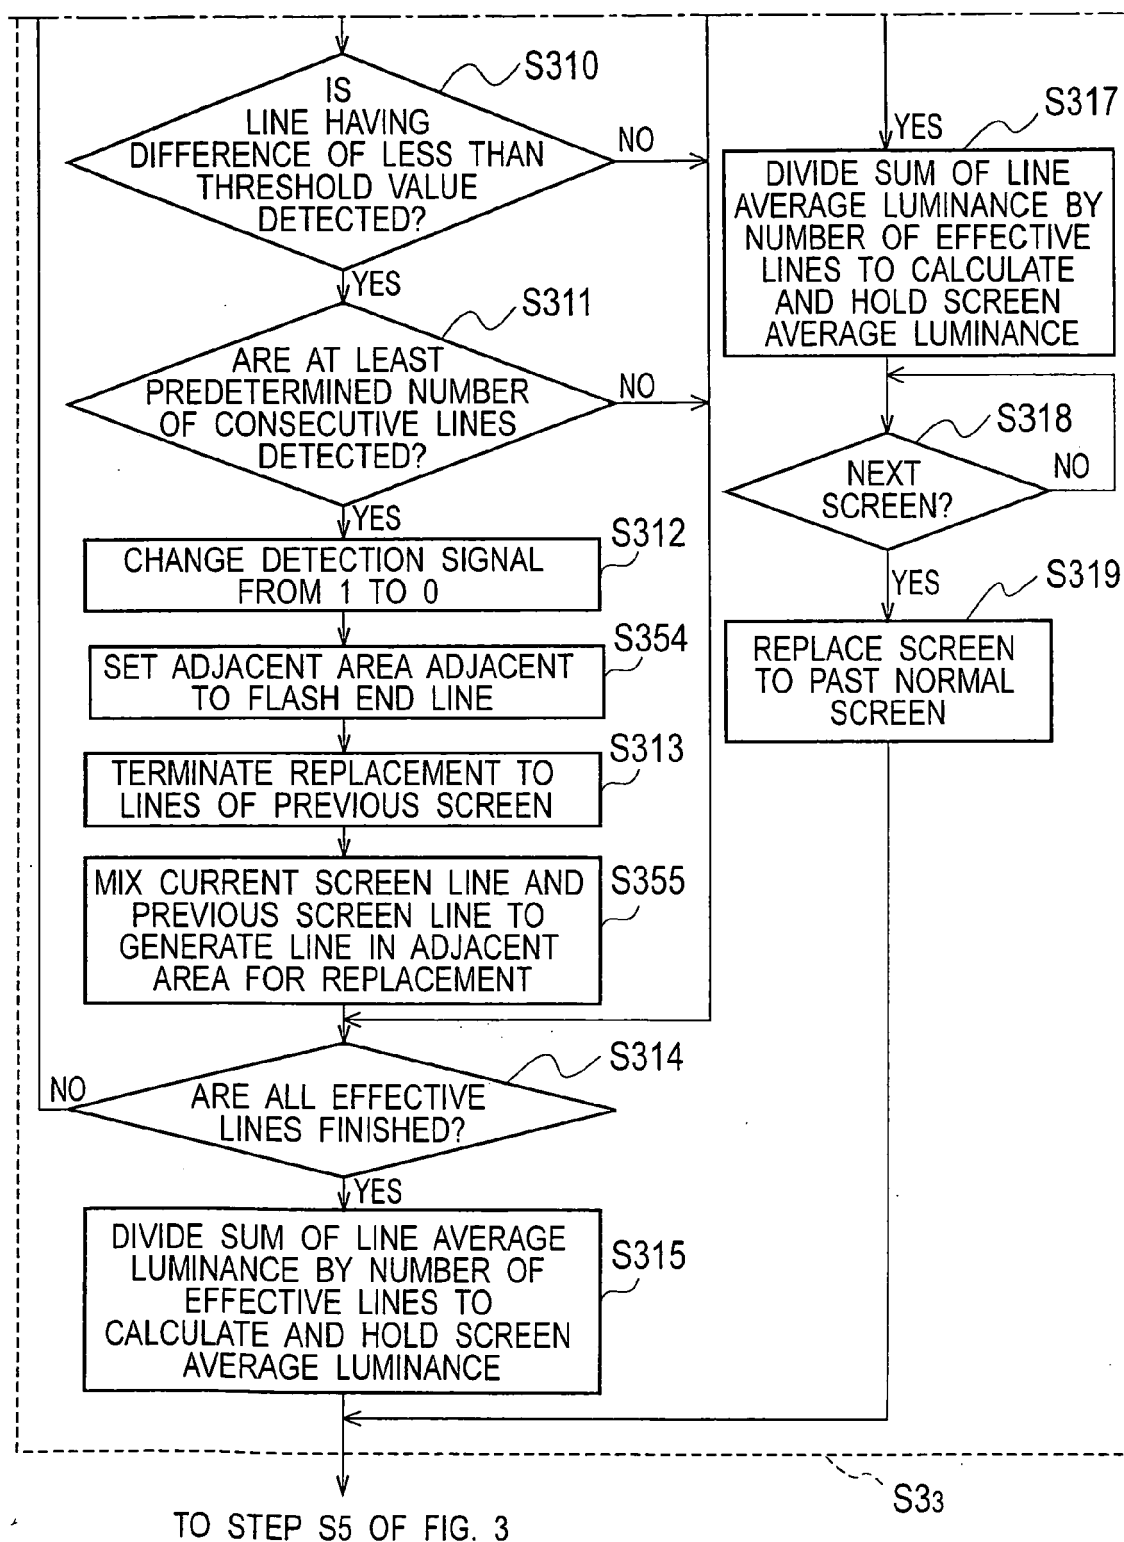 S310
IS
LINE HAVING
DIFFERENCE OF LESS THAN
THRESHOLD VALUE
DETECTED?
NO
YES
S311
ARE AT LEAST
PREDETERMINED NUMBER
OF CONSECUTIVE LINES
DETECTED?
NO
YES
S312
CHANGE DETECTION SIGNAL
FROM 1 TO 0
S354
SET ADJACENT AREA ADJACENT
TO FLASH END LINE
S313
TERMINATE REPLACEMENT TO
LINES OF PREVIOUS SCREEN
S355
MIX CURRENT SCREEN LINE AND
PREVIOUS SCREEN LINE TO
GENERATE LINE IN ADJACENT
AREA FOR REPLACEMENT
S314
NO
ARE ALL EFFECTIVE
LINES FINISHED?
YES
S315
DIVIDE SUM OF LINE AVERAGE
LUMINANCE BY NUMBER OF
EFFECTIVE LINES TO
CALCULATE AND HOLD SCREEN
AVERAGE LUMINANCE
YES
S317
DIVIDE SUM OF LINE
AVERAGE LUMINANCE BY
NUMBER OF EFFECTIVE
LINES TO CALCULATE
AND HOLD SCREEN
AVERAGE LUMINANCE
S318
NEXT
SCREEN?
NO
YES
S319
REPLACE SCREEN
TO PAST NORMAL
SCREEN
S33
TO STEP S5 OF FIG. 3